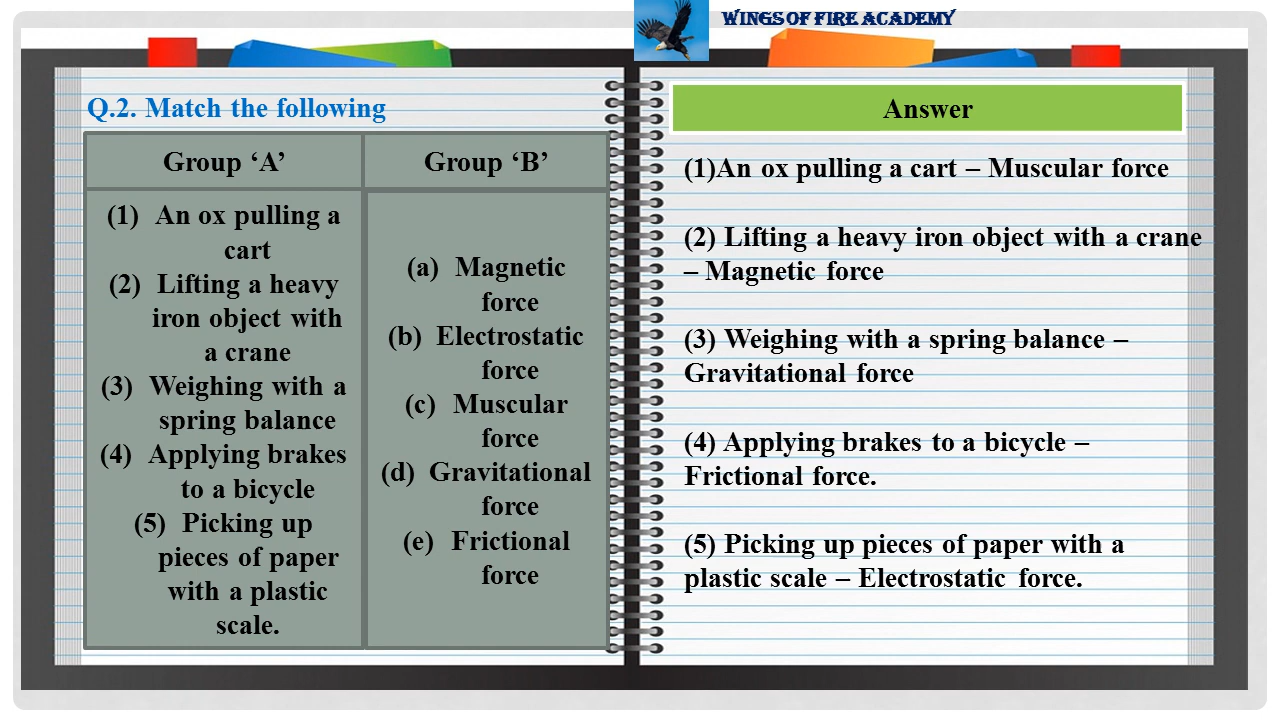 WINGS OF FIRE ACADEMY
Q.2. Match the following
Group ‘A’
Group ‘B’
(1) An ox pulling a
cart
(2) Lifting a heavy
iron object with
a crane
(3) Weighing with a
spring balance
(4) Applying brakes
to a bicycle
(5) Picking up
pieces of paper
with a plastic
scale.
(a) Magnetic
force
(b) Electrostatic
force
(c) Muscular
force
(d) Gravitational
force
(e) Frictional
force
Answer
(1)An ox pulling a cart – Muscular force
(2) Lifting a heavy iron object with a crane
– Magnetic force
(3) Weighing with a spring balance –
Gravitational force
(4) Applying brakes to a bicycle –
Frictional force.
(5) Picking up pieces of paper with a
plastic scale – Electrostatic force.